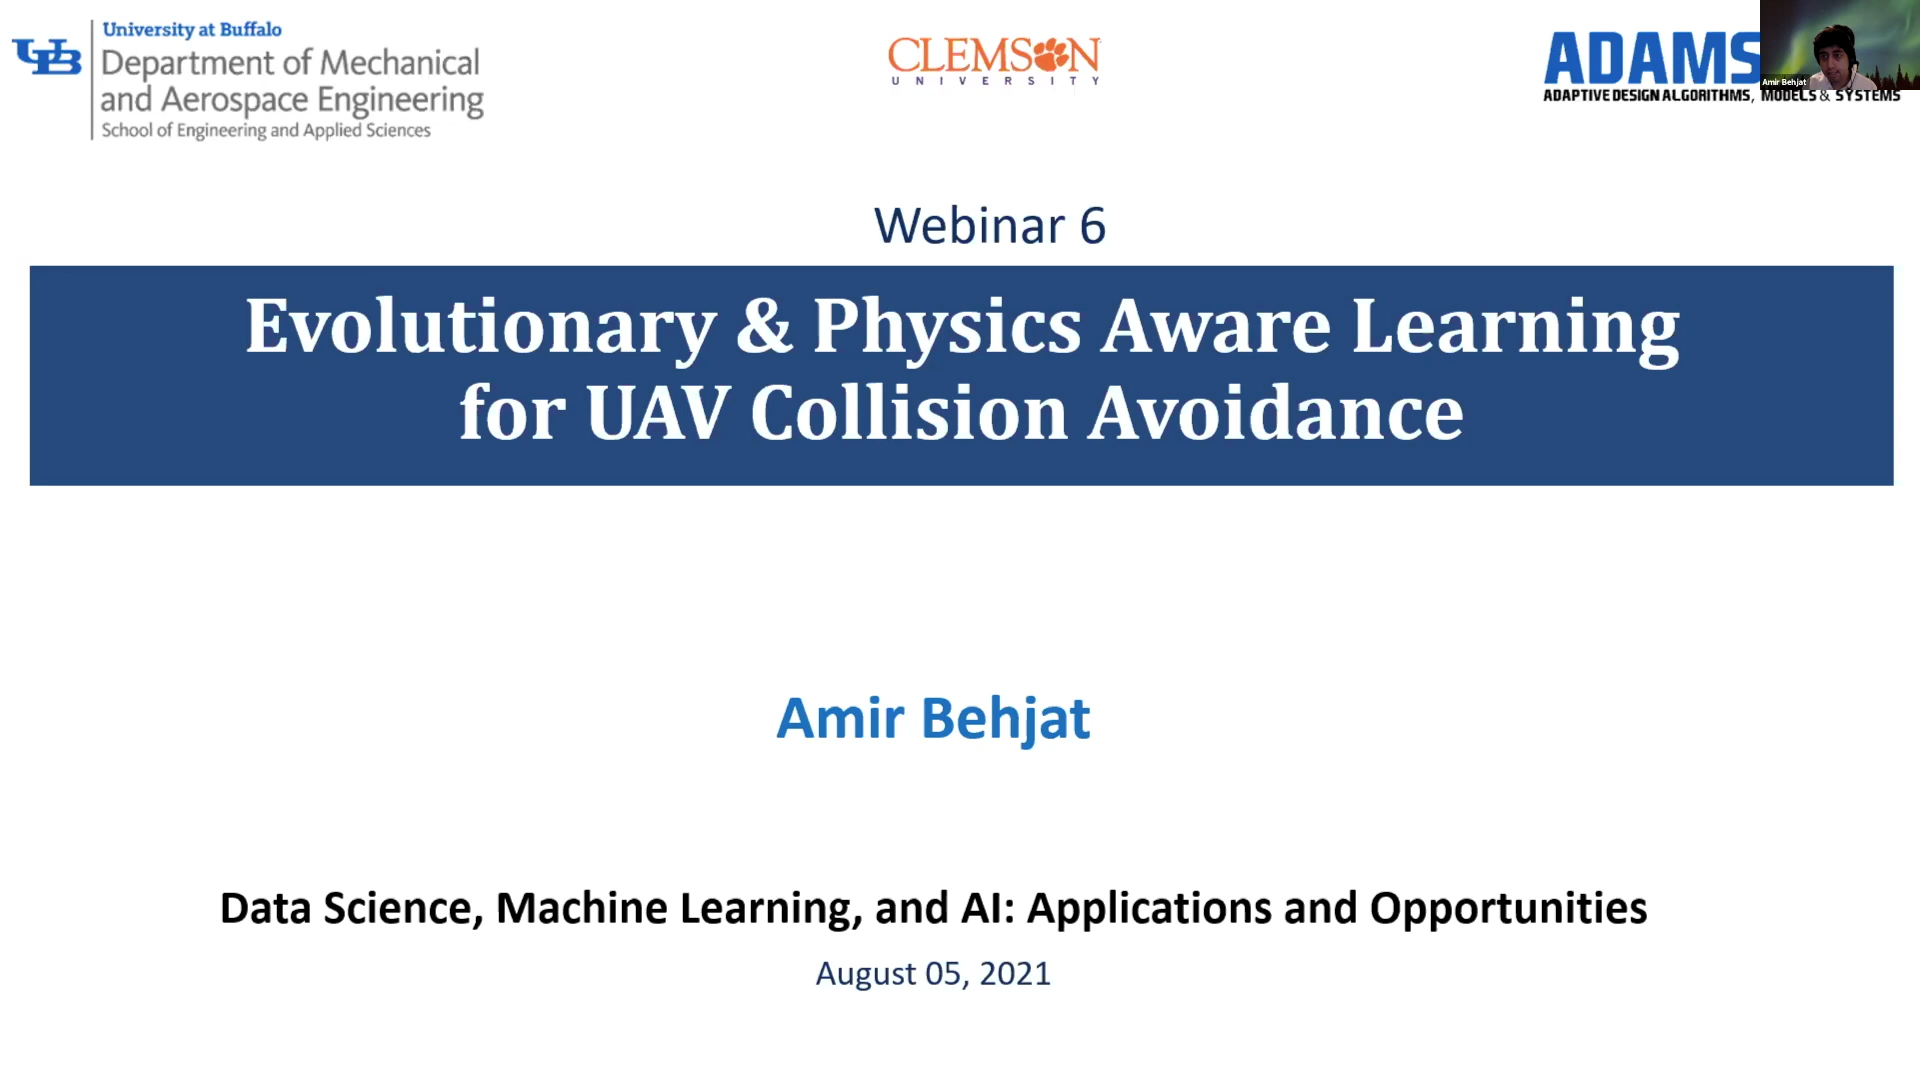 University at Buffalo
Department of Mechanical
and Aerospace Engineering
School of Engineering and Applied Sciences
CLEMSON
UNIVERSITY
ADAMS
ADAPTIVE DESIGN ALGORITHMS, MODELS & SYSTEMS
Amir Behjat
Webinar 6
Evolutionary & Physics Aware Learning
for UAV Collision Avoidance
Amir Behjat
Data Science, Machine Learning, and AI: Applications and Opportunities
August 05, 2021